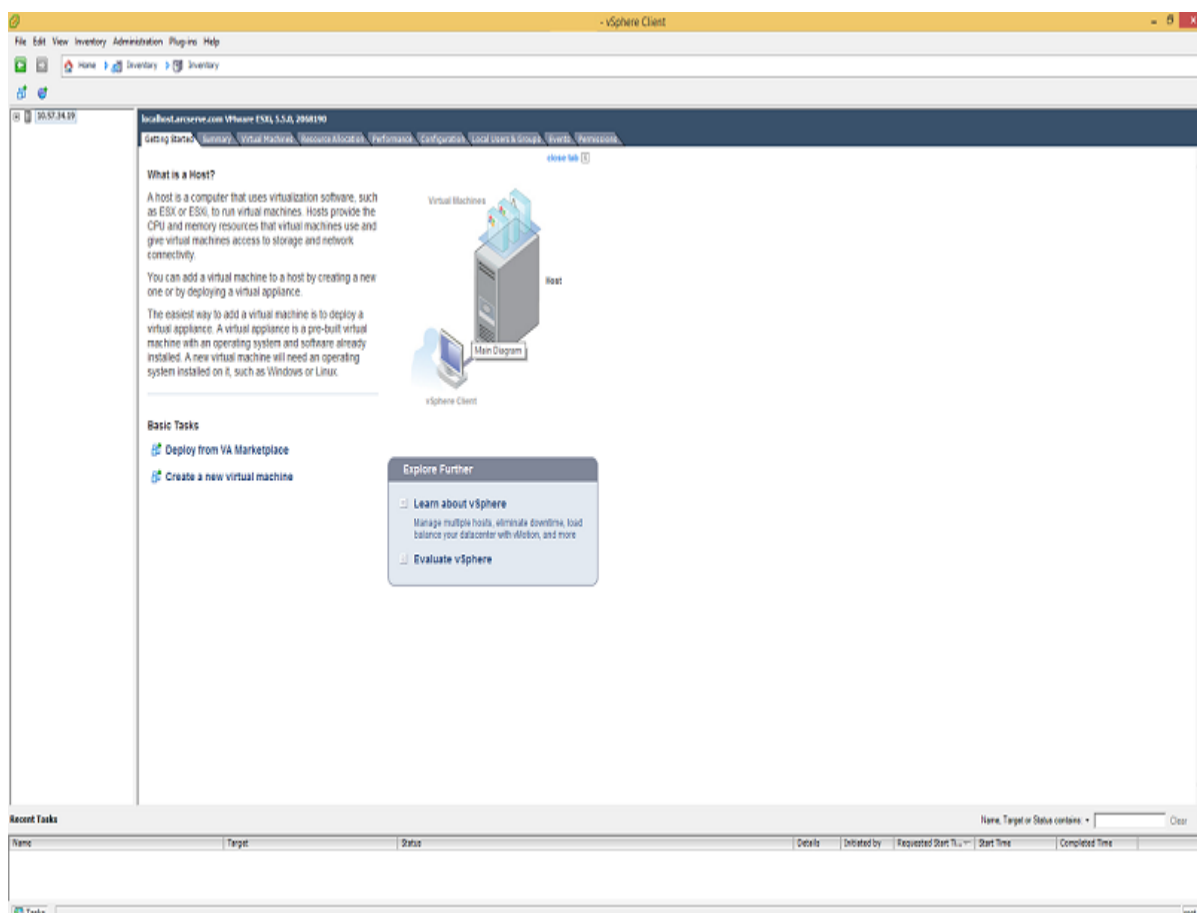 - vSphere Client
File Edit View Inventory Administration Plug-ins Help
Home Inventory Inventory
10.57.34.19
localhost.arcserve.com VMware ESXi, 5.5.0, 2068190
Getting Started Summary Virtual Machines Resource Allocation Performance Configuration Local Users & Groups Events Permissions
close tab
What is a Host?
A host is a computer that uses virtualization software, such
as ESX or ESXi, to run virtual machines. Hosts provide the
CPU and memory resources that virtual machines use and
give virtual machines access to storage and network
connectivity.
You can add a virtual machine to a host by creating a new
one or by deploying a virtual appliance.
The easiest way to add a virtual machine is to deploy a
virtual appliance. A virtual appliance is a pre-built virtual
machine with an operating system and software already
installed. A new virtual machine will need an operating
system installed on it, such as Windows or Linux.
Virtual Machines
Host
Main Diagram
vSphere Client
Basic Tasks
Deploy from VA Marketplace
Create a new virtual machine
Explore Further
Learn about vSphere
Manage multiple hosts, eliminate downtime, load
balance your datacenter with vMotion, and more
Evaluate vSphere
Recent Tasks
Name, Target or Status contains: Clear
Name Target Status Details Initiated by Requested Start Ti... Start Time Completed Time
Tasks
root